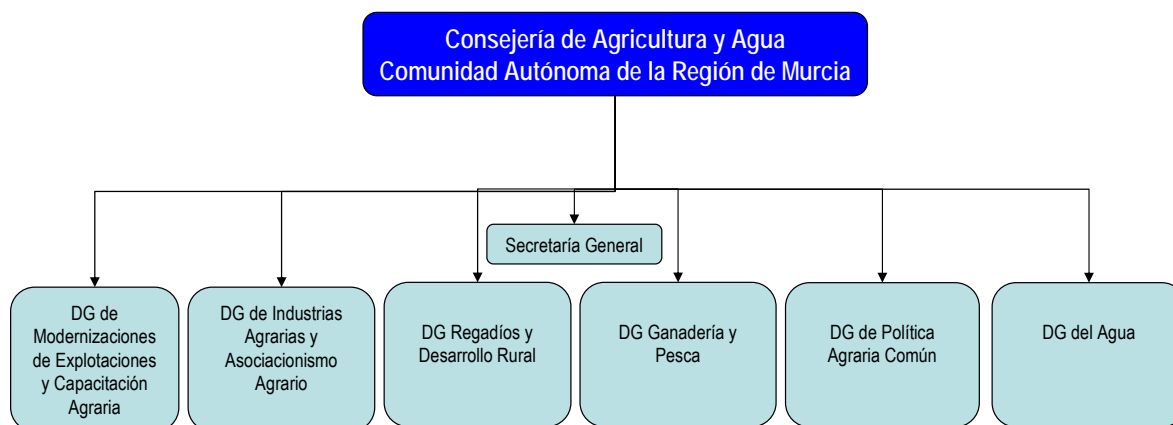 Consejería de Agricultura y Agua
Comunidad Autónoma de la Región de Murcia
Secretaría General
DG de
Modernizaciones
de Explotaciones
y Capacitación
Agraria
DG de Industrias
Agrarias y
Asociacionismo
Agrario
DG Regadíos y
Desarrollo Rural
DG Ganadería y
Pesca
DG de Política
Agraria Común
DG del Agua